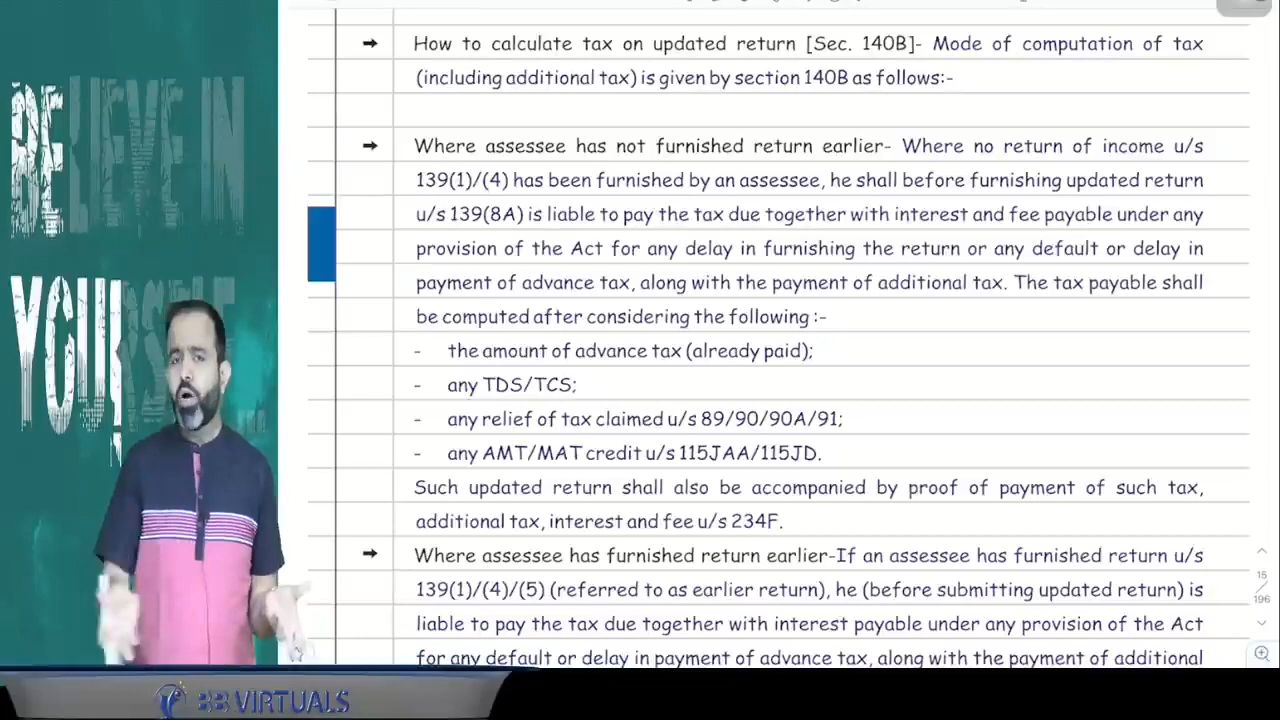 BELIEVE IN
YOURSELF
How to calculate tax on updated return [Sec. 140B]- Mode of computation of tax
(including additional tax) is given by section 140B as follows:-
Where assessee has not furnished return earlier- Where no return of income u/s
139(1)/(4) has been furnished by an assessee, he shall before furnishing updated return
u/s 139(8A) is liable to pay the tax due together with interest and fee payable under any
provision of the Act for any delay in furnishing the return or any default or delay in
payment of advance tax, along with the payment of additional tax. The tax payable shall
be computed after considering the following :-
- the amount of advance tax (already paid);
- any TDS/TCS;
- any relief of tax claimed u/s 89/90/90A/91;
- any AMT/MAT credit u/s 115JAA/115JD.
Such updated return shall also be accompanied by proof of payment of such tax,
additional tax, interest and fee u/s 234F.
Where assessee has furnished return earlier-If an assessee has furnished return u/s
139(1)/(4)/(5) (referred to as earlier return), he (before submitting updated return) is
liable to pay the tax due together with interest payable under any provision of the Act
for any default or delay in payment of advance tax, along with the payment of additional
15
196
BB VIRTUALS